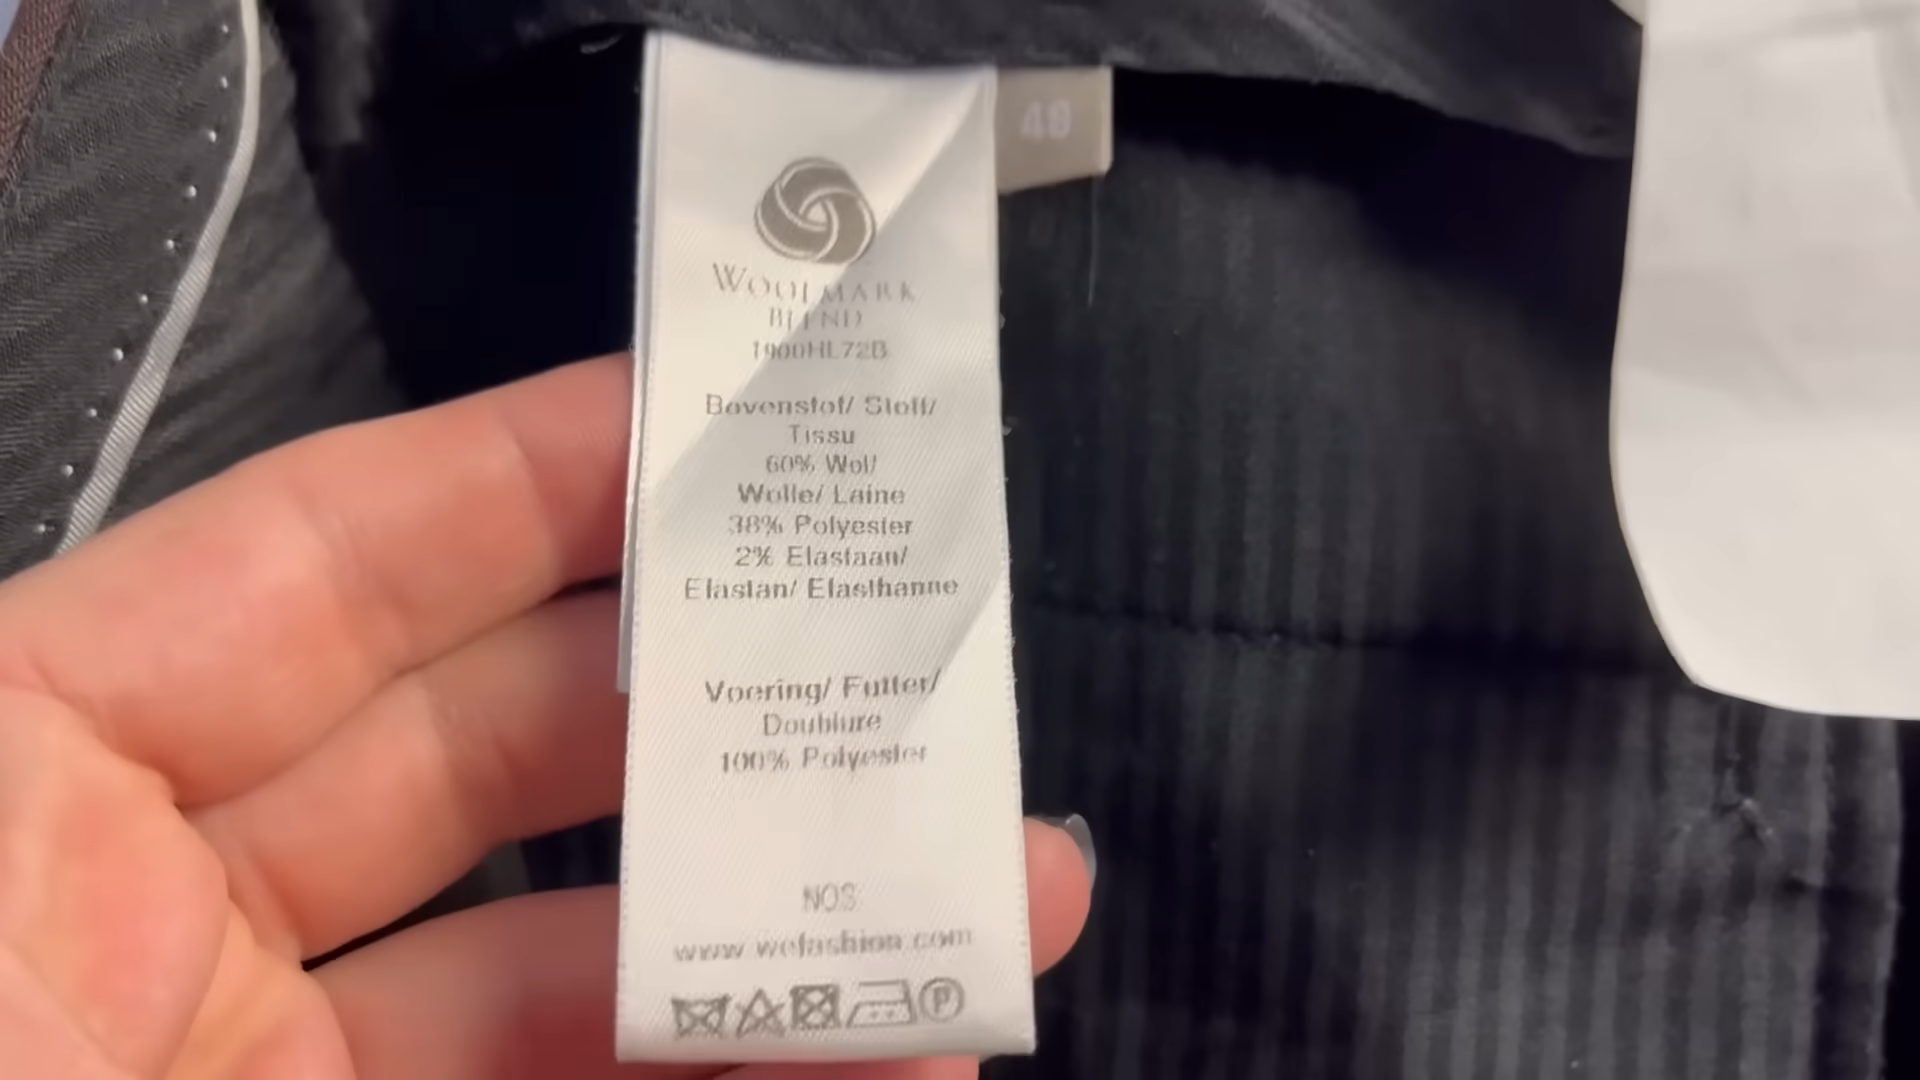 WOOLMARK
BLEND
1900HL72B
Bovenstof/ Stoff/
Tissu
60% Wol/
Wolle/ Laine
38% Polyester
2% Elastaan/
Elastan/ Elasthanne
Voering/ Futter/
Doublure
100% Polyester
NOS
www.wefashion.com
P